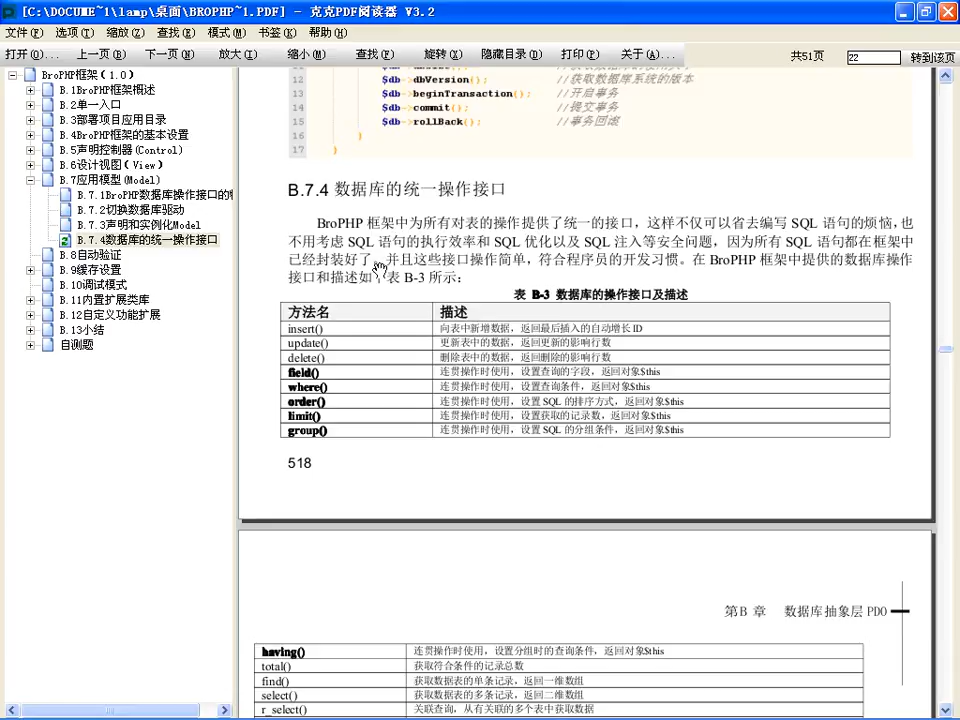 [C:\DOCUME~1\lamp\桌面\BROPHP~1.PDF] - 克克PDF阅读器 V3.2
文件(F) 选项(T) 缩放(Z) 查找(E) 模式(M) 书签(K) 帮助(H)
打开(O)... 上一页(B) 下一页(N) 放大(I) 缩小(M) 查找(F) 旋转(X) 隐藏目录(D) 打印(P) 关于(A)... 共51页 22 转到该页
BroPHP框架(1.0)
B.1BroPHP框架概述
B.2单一入口
B.3部署项目应用目录
B.4BroPHP框架的基本设置
B.5声明控制器(Control)
B.6设计视图(View)
B.7应用模型(Model)
B.7.1BroPHP数据库操作接口的
B.7.2切换数据库驱动
B.7.3声明和实例化Model
B.7.4数据库的统一操作接口
B.8自动验证
B.9缓存设置
B.10调试模式
B.11内置扩展类库
B.12自定义功能扩展
B.13小结
自测题
12 $db->dbVersion(); //获取数据库系统的版本
13 $db->beginTransaction(); //开启事务
14 $db->commit(); //提交事务
15 $db->rollBack(); //事务回滚
16 }
17 }
B.7.4 数据库的统一操作接口
BroPHP 框架中为所有对表的操作提供了统一的接口，这样不仅可以省去编写 SQL 语句的烦恼，也
不用考虑 SQL 语句的执行效率和 SQL 优化以及 SQL 注入等安全问题，因为所有 SQL 语句都在框架中
已经封装好了，并且这些接口操作简单，符合程序员的开发习惯。在 BroPHP 框架中提供的数据库操作
接口和描述如下表 B-3 所示：
表 B-3 数据库的操作接口及描述
方法名 描述
insert() 向表中新增数据，返回最后插入的自动增长 ID
update() 更新表中的数据，返回更新的影响行数
delete() 删除表中的数据，返回删除的影响行数
field() 连贯操作时使用，设置查询的字段，返回对象$this
where() 连贯操作时使用，设置查询条件，返回对象$this
order() 连贯操作时使用，设置 SQL 的排序方式，返回对象$this
limit() 连贯操作时使用，设置获取的记录数，返回对象$this
group() 连贯操作时使用，设置 SQL 的分组条件，返回对象$this
518
第B 章 数据库抽象层 PDO
having() 连贯操作时使用，设置分组时的查询条件，返回对象$this
total() 获取符合条件的记录总数
find() 获取数据表的单条记录，返回一维数组
select() 获取数据表的多条记录，返回二维数组
r_select() 关联查询，从有关联的多个表中获取数据